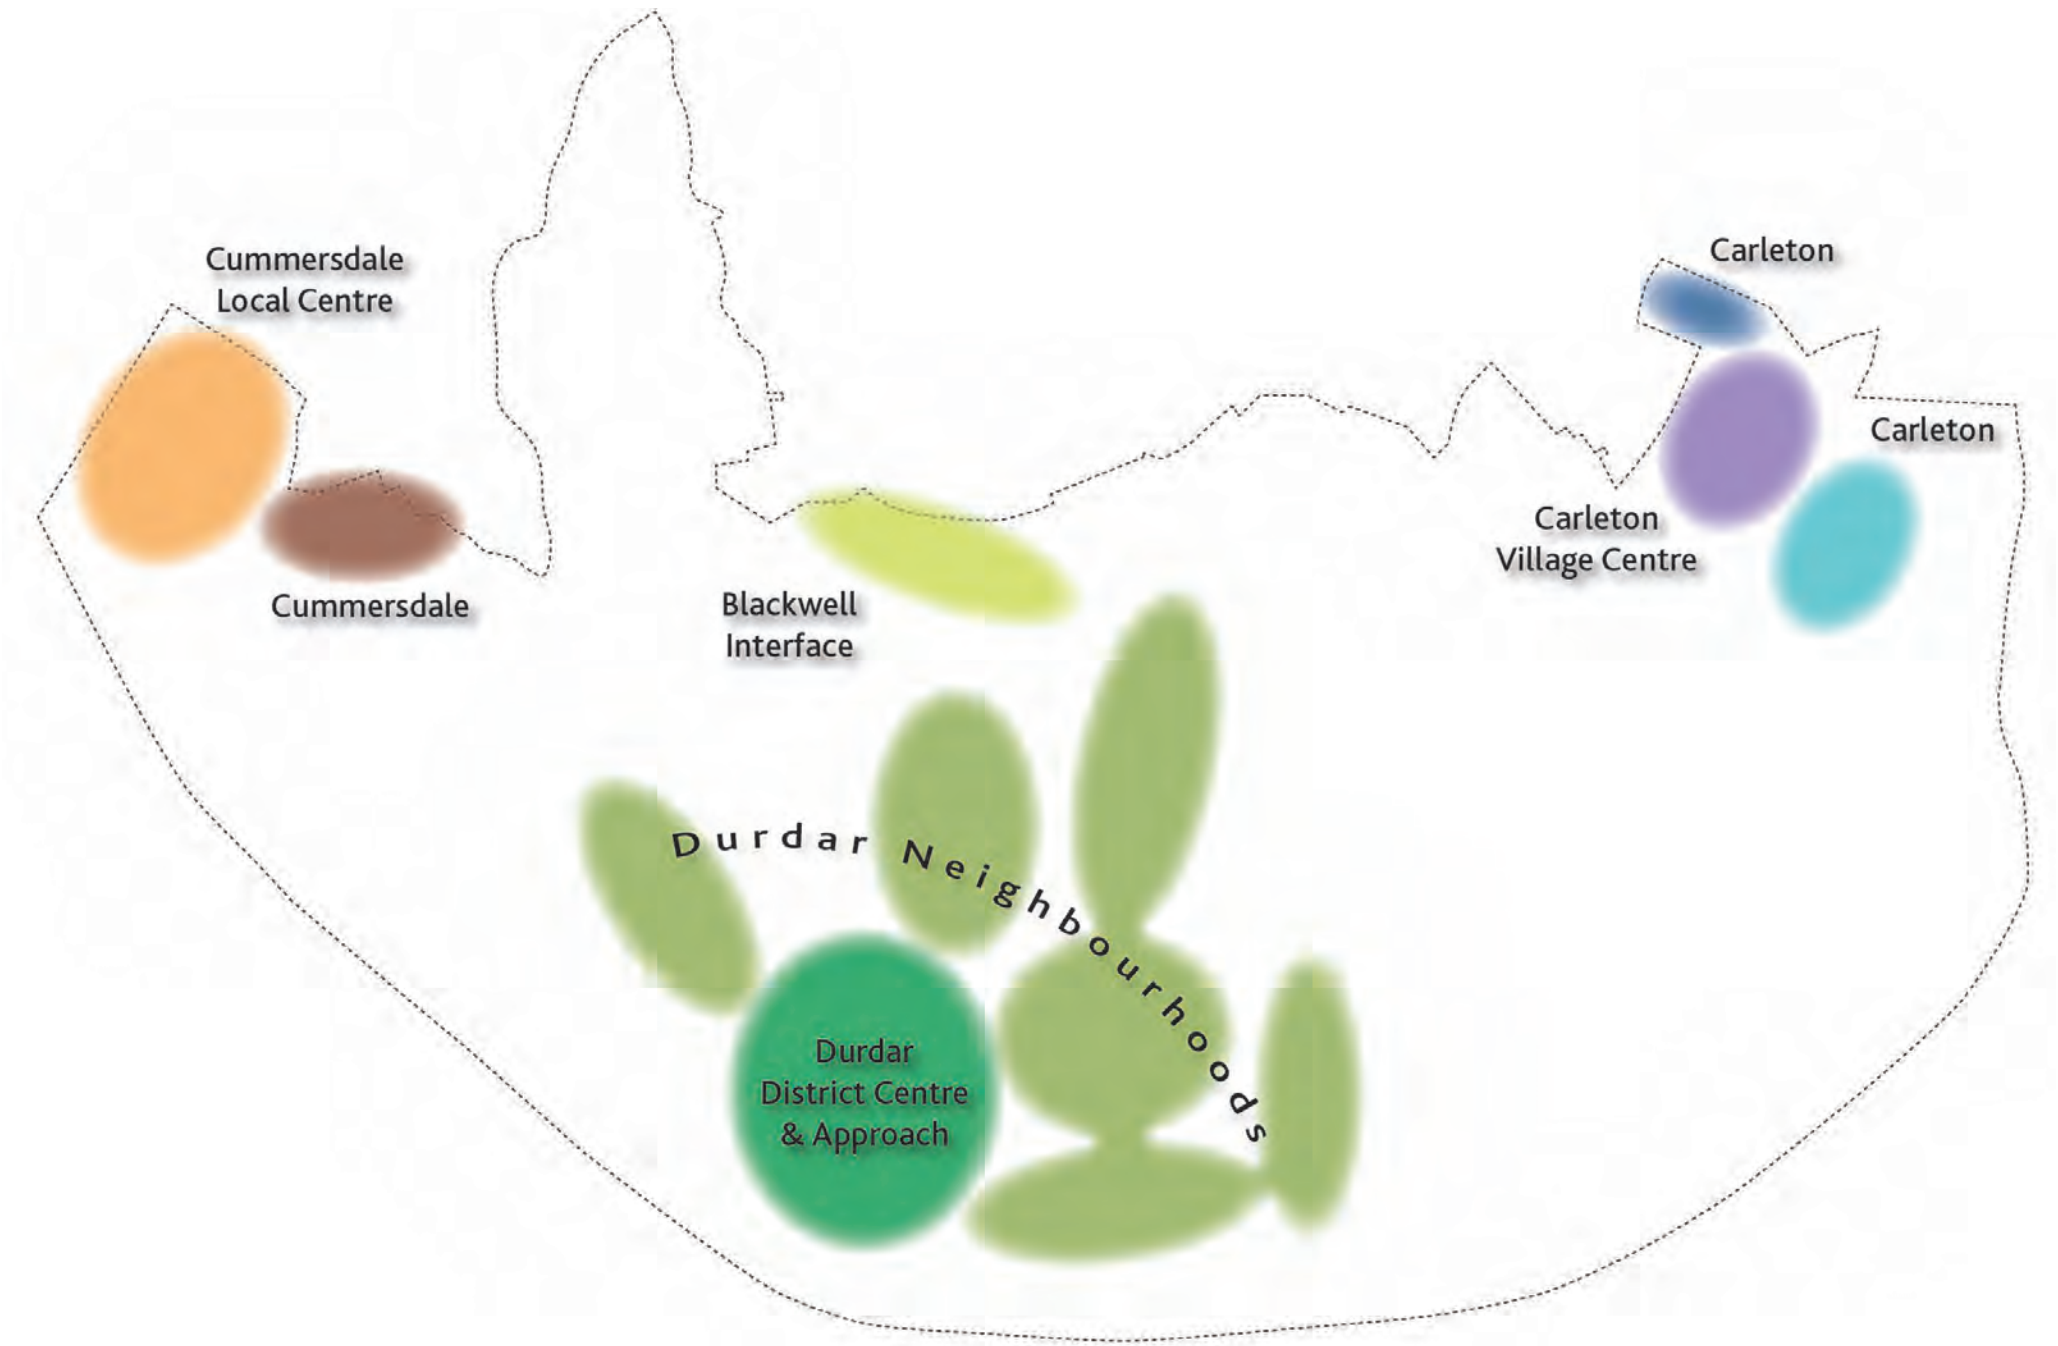 Cummersdale
Local Centre
Cummersdale
Blackwell
Interface
Carleton
Carleton
Carleton
Village Centre
Durdar Neighbourhoods
Durdar
District Centre
& Approach